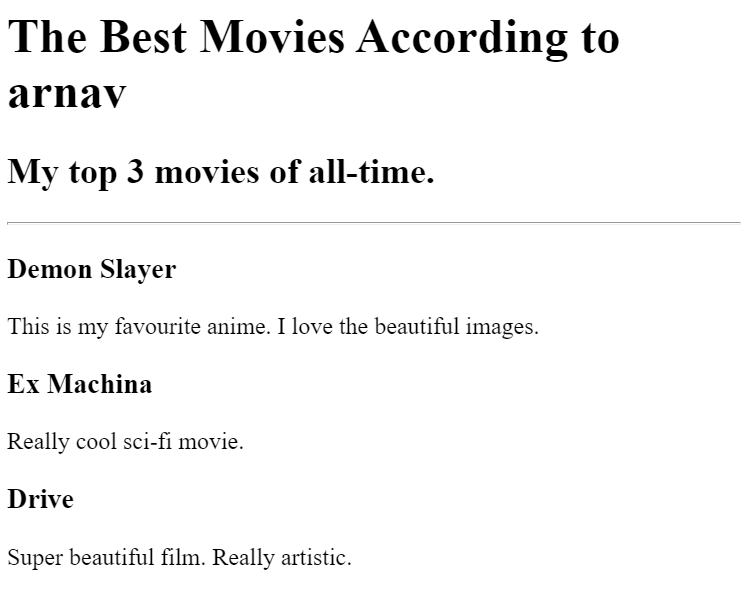 The Best Movies According to
arnav
My top 3 movies of all-time.
Demon Slayer
This is my favourite anime. I love the beautiful images.
Ex Machina
Really cool sci-fi movie.
Drive
Super beautiful film. Really artistic.